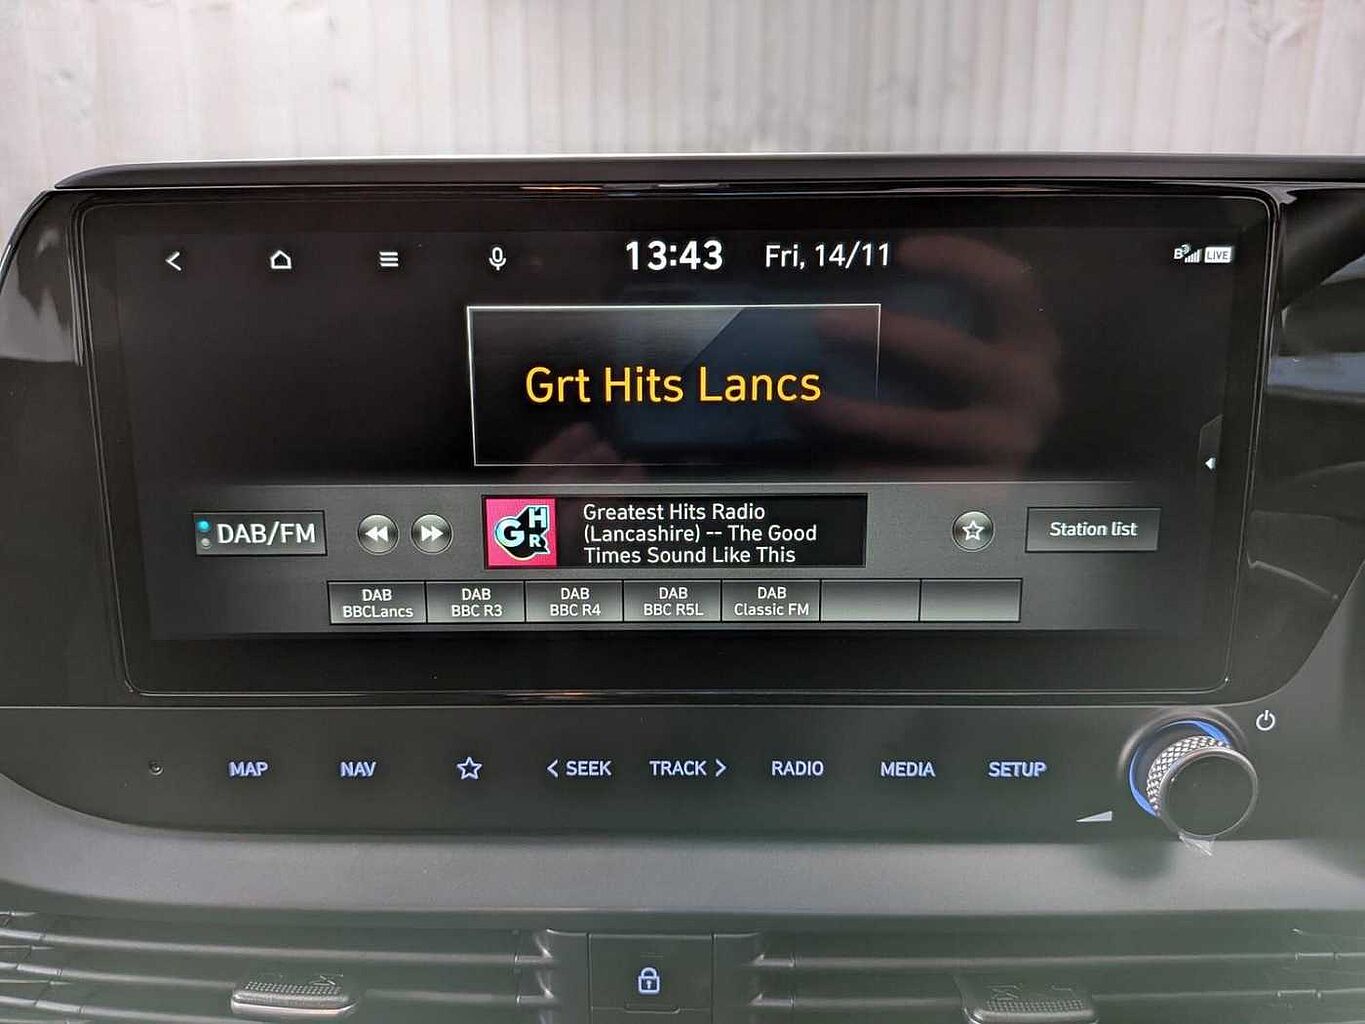 13:43 Fri, 14/11
LIVE
Grt Hits Lancs
DAB/FM
GHR
Greatest Hits Radio
(Lancashire) -- The Good
Times Sound Like This
Station list
DAB
BBCLancs
DAB
BBC R3
DAB
BBC R4
DAB
BBC R5L
DAB
Classic FM
MAP NAV < SEEK TRACK > RADIO MEDIA SETUP